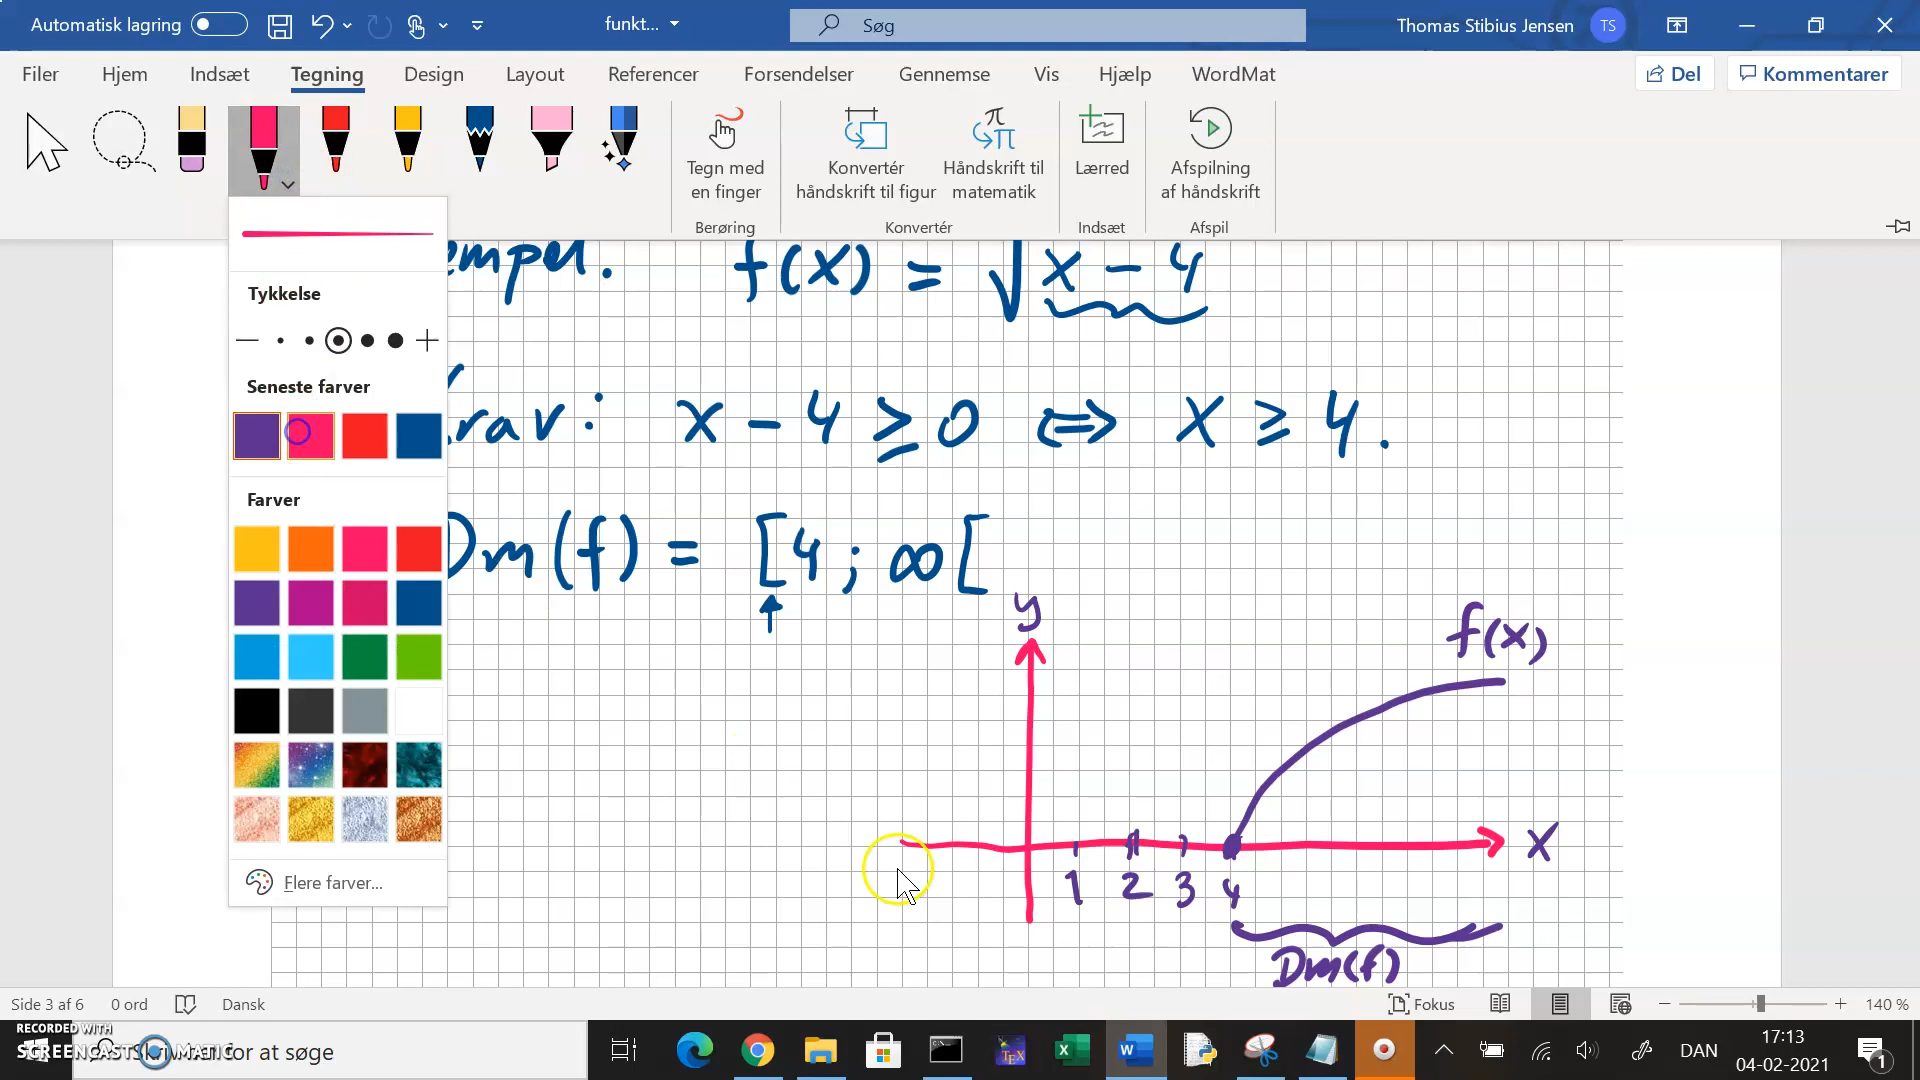 Automatisk lagring
funkt...
Søg
Thomas Stibius Jensen
TS
Filer
Hjem
Indsæt
Tegning
Design
Layout
Referencer
Forsendelser
Gennemse
Vis
Hjælp
WordMat
Del
Kommentarer
Tegn med
en finger
Berøring
Konvertér
håndskrift til figur
Håndskrift til
matematik
Konvertér
Lærred
Indsæt
Afspilning
af håndskrift
Afspil
Tykkelse
Seneste farver
Farver
Flere farver...
empel.  f(x) = √x - 4
rav: x - 4 ≥ 0 ⇔ x ≥ 4.
Dm(f) = [4; ∞[
y
f(x)
x
1 2 3 4
Dm(f)
Side 3 af 6
0 ord
Dansk
Fokus
140 %
RECORDED WITH
SCREENCAST MATIC
for at søge
DAN
17:13
04-02-2021
1